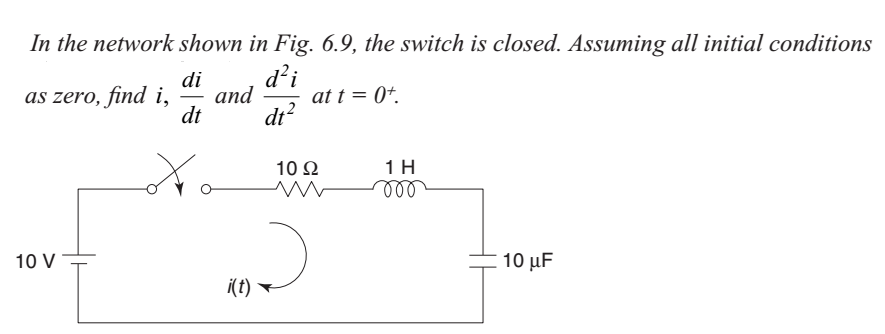 In the network shown in Fig. 6.9, the switch is closed. Assuming all initial conditions
as zero, find i, di/dt and d²i/dt² at t = 0⁺.
10 Ω 1 H
10 V
10 μF
i(t)